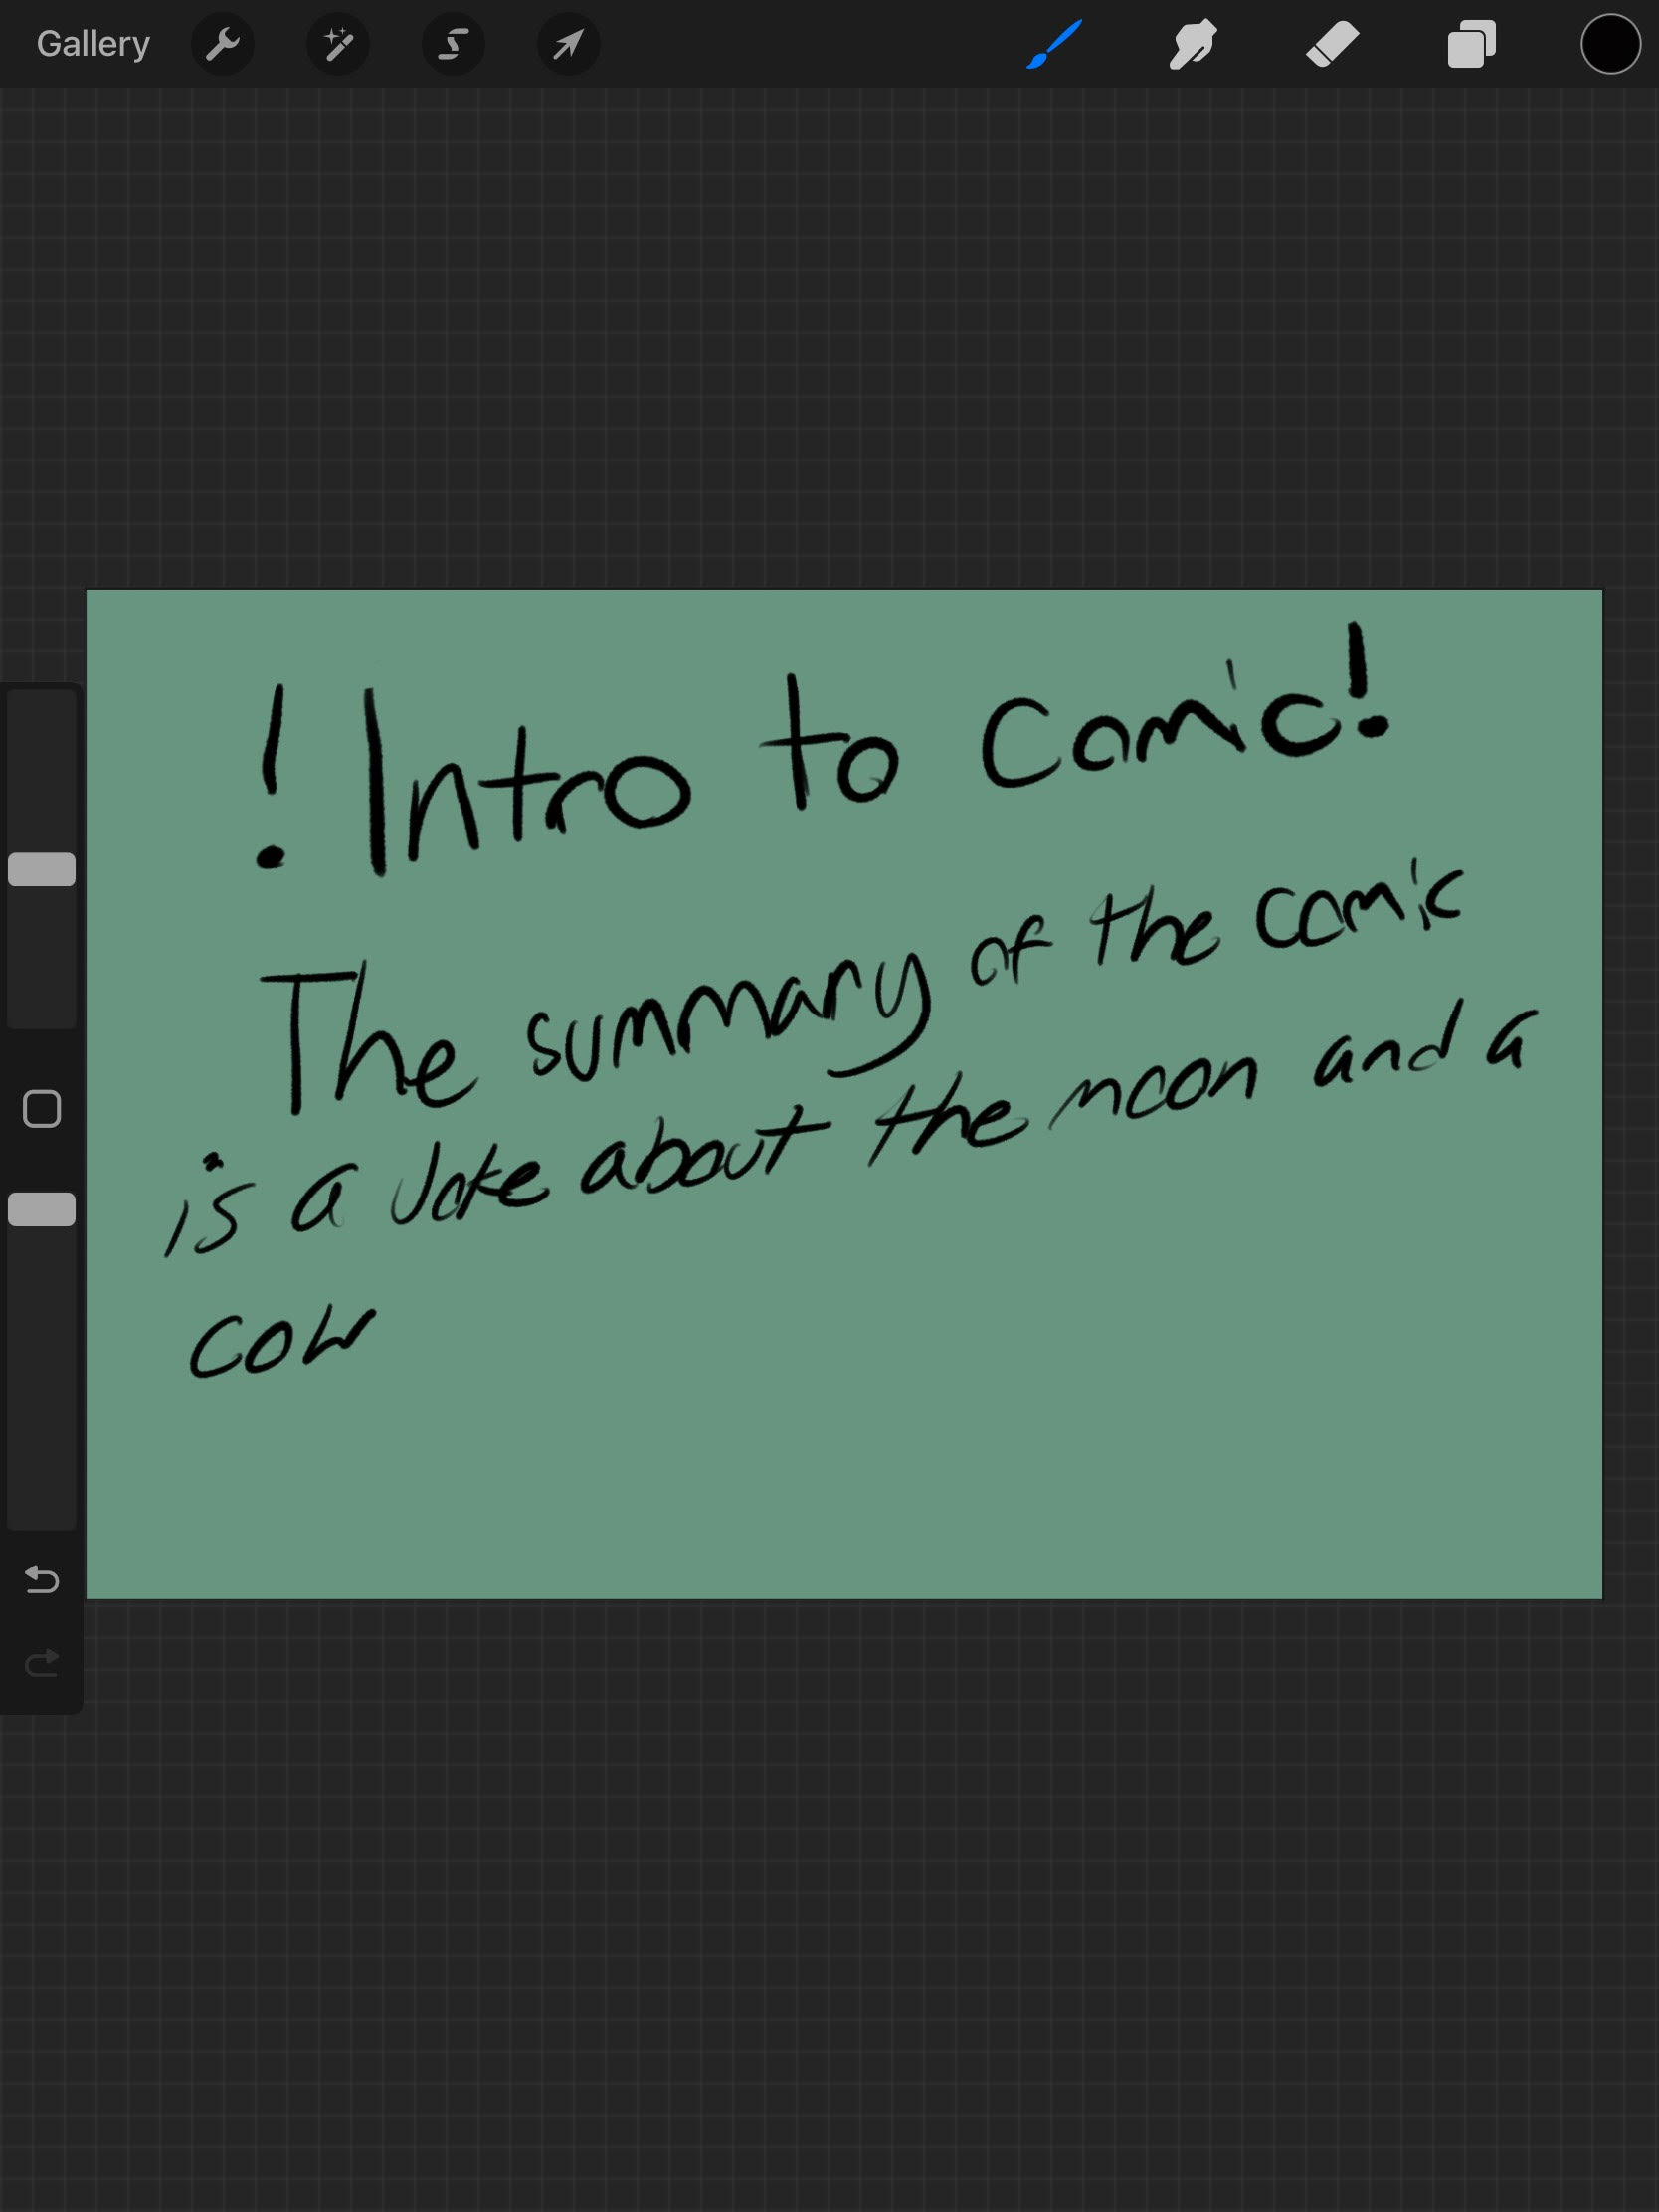 Gallery
! Intro to Comic!
The summary of the comic
is a Joke about the moon and a
cow